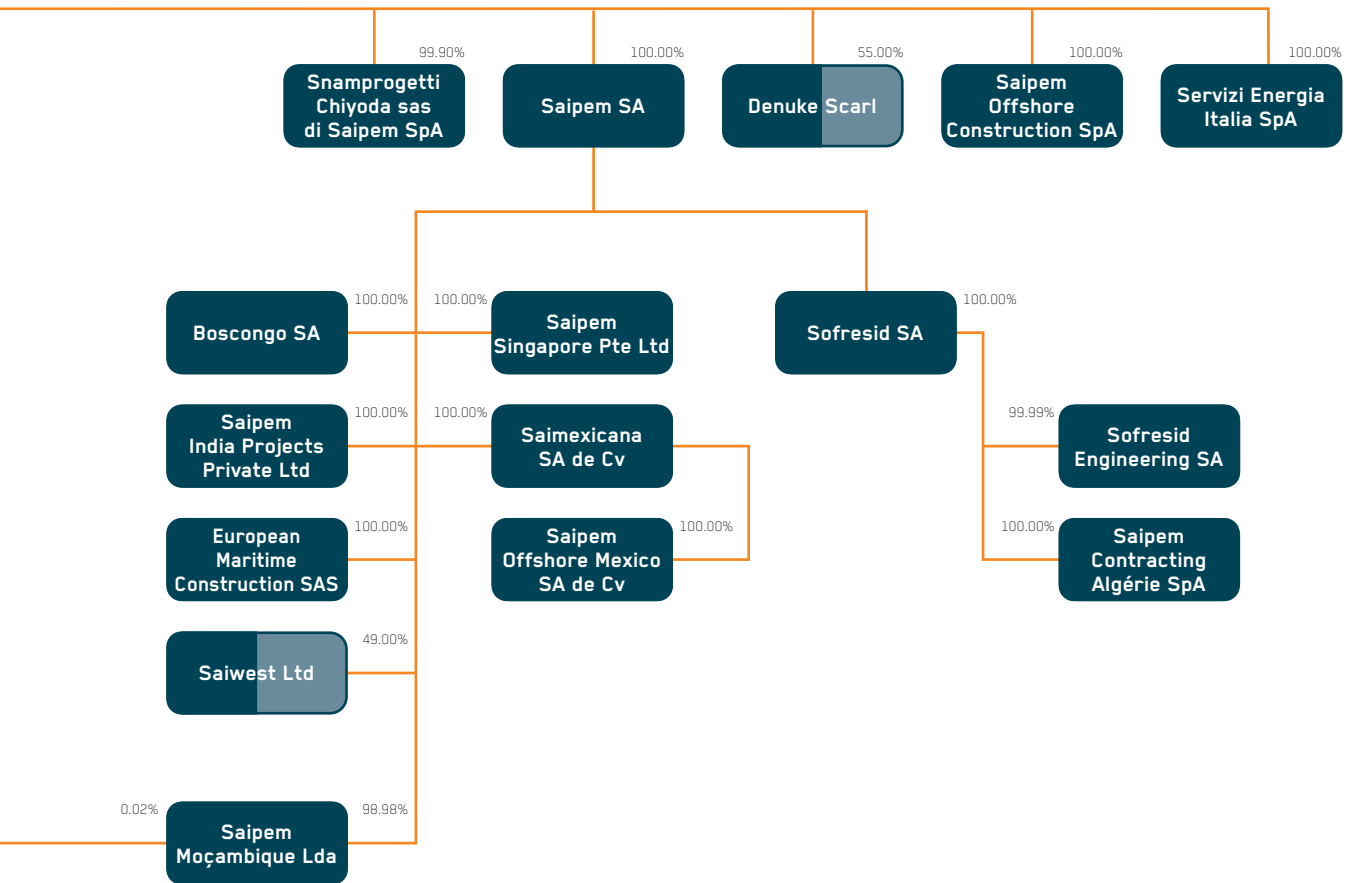 99.90%
Snamprogetti
Chiyoda sas
di Saipem SpA
100.00%
Saipem SA
55.00%
Denuke Scarl
100.00%
Saipem
Offshore
Construction SpA
100.00%
Servizi Energia
Italia SpA
100.00%
Boscongo SA
100.00%
Saipem
Singapore Pte Ltd
100.00%
Sofresid SA
100.00%
Saipem
India Projects
Private Ltd
100.00%
Saimexicana
SA de Cv
99.99%
Sofresid
Engineering SA
100.00%
European
Maritime
Construction SAS
100.00%
Saipem
Offshore Mexico
SA de Cv
100.00%
Saipem
Contracting
Algérie SpA
49.00%
Saiwest Ltd
0.02%
98.98%
Saipem
Moçambique Lda